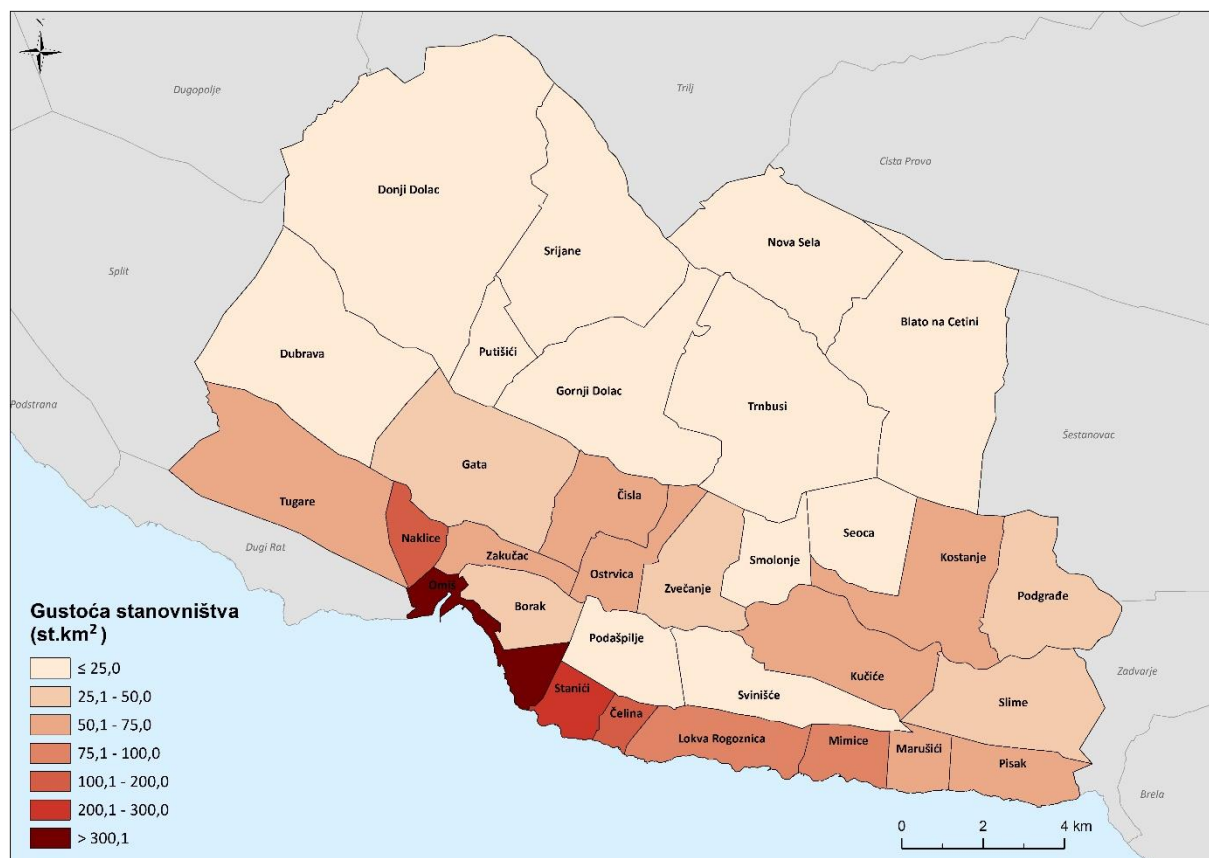 N
Dugopolje
Trilj
Cista Prova
Donji Dolac
Srijane
Nova Sela
Split
Blato na Cetini
Dubrava
Putišići
Gornji Dolac
Trnbusi
Podstrana
Šestanovac
Gata
Čisla
Tugare
Naklice
Seoca
Kostanje
Dugi Rat
Zakučac
Ostrvica
Smolonje
Omiš
Zvečanje
Podgrađe
Borak
Podašpilje
Kučiće
Zadvarje
Stanići
Svinišće
Slime
Čelina
Lokva Rogoznica
Mimice
Marušići
Pisak
Brela
Gustoća stanovništva
(st.km²)
≤ 25,0
25,1 - 50,0
50,1 - 75,0
75,1 - 100,0
100,1 - 200,0
200,1 - 300,0
> 300,1
0 2 4 km